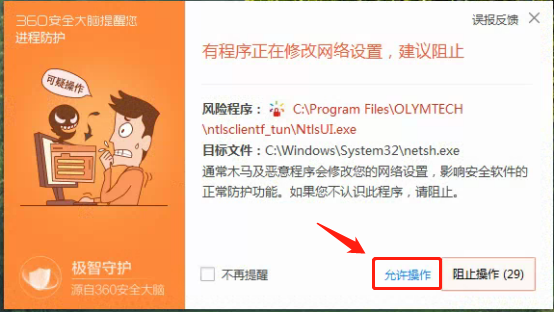 360安全大脑提醒您
进程防护
误报反馈
有程序正在修改网络设置，建议阻止
可疑操作
风险程序： C:\Program Files\OLYMTECH
\ntlsclientf_tun\NtlsUI.exe
目标文件：C:\Windows\System32\netsh.exe
通常木马及恶意程序会修改您的网络设置，影响安全软件的
正常防护功能。如果您不认识此程序，请阻止。
极智守护
源自360安全大脑
不再提醒
允许操作
阻止操作 (29)